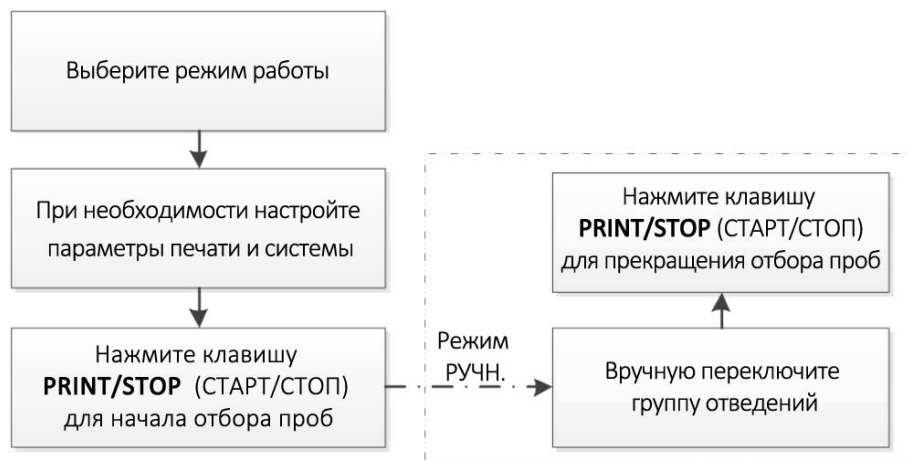 Выберите режим работы
При необходимости настройте
параметры печати и системы
Нажмите клавишу
PRINT/STOP (СТАРТ/СТОП)
для начала отбора проб
Режим
РУЧН.
Вручную переключите
группу отведений
Нажмите клавишу
PRINT/STOP (СТАРТ/СТОП)
для прекращения отбора проб